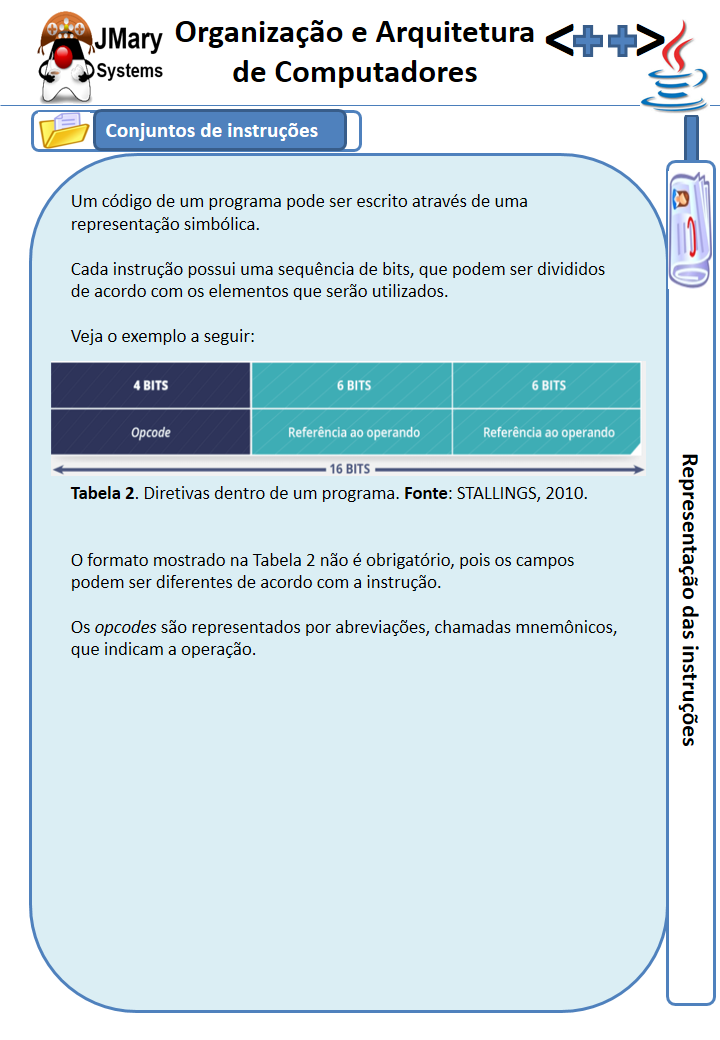 JMary
Systems
Organização e Arquitetura
de Computadores
<++>
Conjuntos de instruções
Um código de um programa pode ser escrito através de uma
representação simbólica.
Cada instrução possui uma sequência de bits, que podem ser divididos
de acordo com os elementos que serão utilizados.
Veja o exemplo a seguir:
4 BITS 6 BITS 6 BITS
Opcode Referência ao operando Referência ao operando
16 BITS
Tabela 2. Diretivas dentro de um programa. Fonte: STALLINGS, 2010.
O formato mostrado na Tabela 2 não é obrigatório, pois os campos
podem ser diferentes de acordo com a instrução.
Os opcodes são representados por abreviações, chamadas mnemônicos,
que indicam a operação.
Representação das instruções